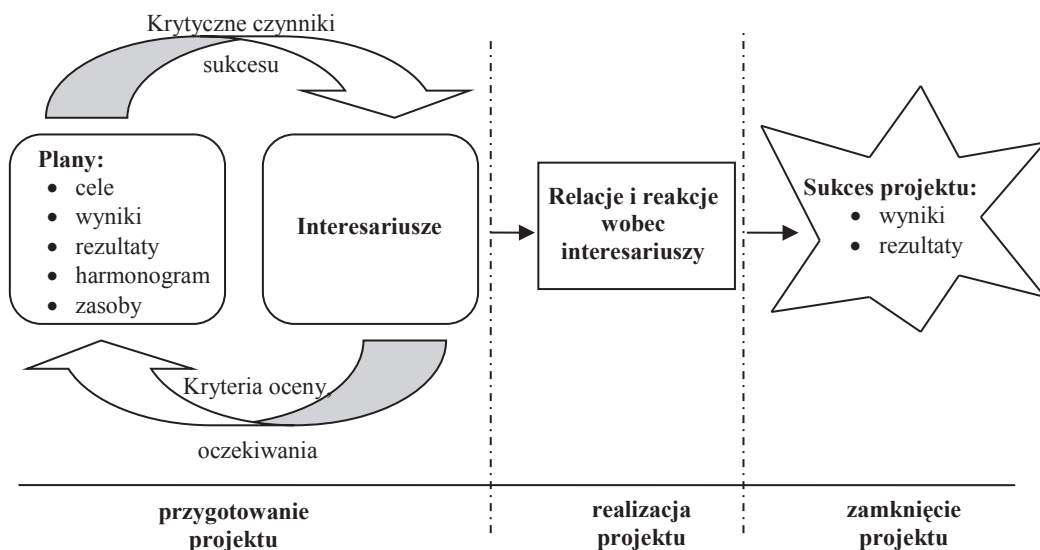 Krytyczne czynniki
sukcesu
Plany:
• cele
• wyniki
• rezultaty
• harmonogram
• zasoby
Interesariusze
Relacje i reakcje
wobec
interesariuszy
Sukces projektu:
• wyniki
• rezultaty
Kryteria oceny,
oczekiwania
przygotowanie
projektu
realizacja
projektu
zamknięcie
projektu